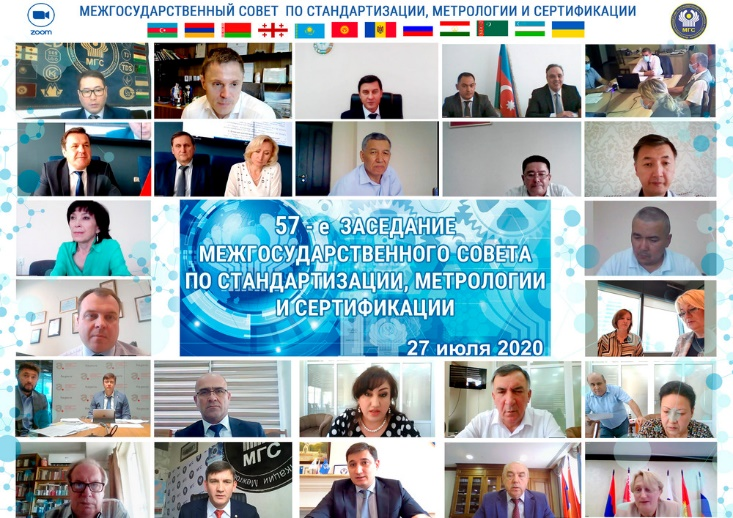 zoom
МЕЖГОСУДАРСТВЕННЫЙ СОВЕТ ПО СТАНДАРТИЗАЦИИ, МЕТРОЛОГИИ И СЕРТИФИКАЦИИ
МГС
57 - е ЗАСЕДАНИЕ
МЕЖГОСУДАРСТВЕННОГО СОВЕТА
ПО СТАНДАРТИЗАЦИИ, МЕТРОЛОГИИ
И СЕРТИФИКАЦИИ
27 июля 2020
МГС